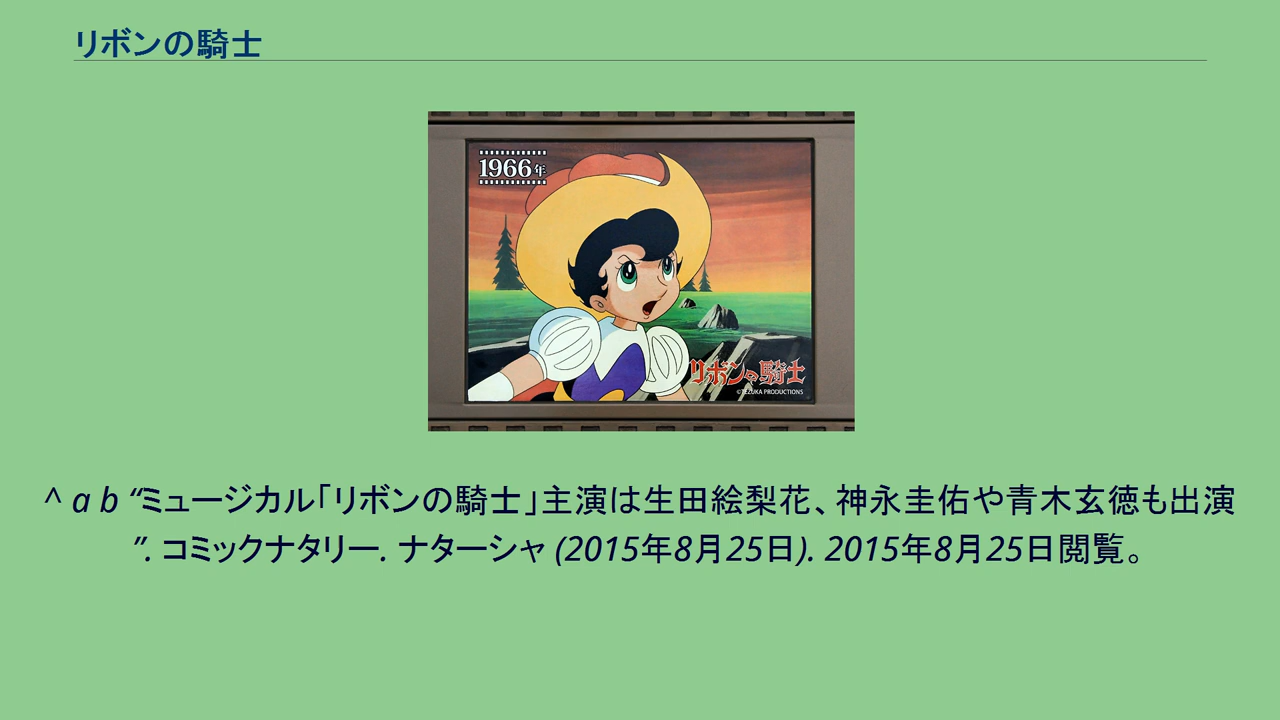 リボンの騎士
1966年
リボンの騎士
©TEZUKA PRODUCTIONS
^ a b “ミュージカル「リボンの騎士」主演は生田絵梨花、神永圭佑や青木玄徳も出演
”. コミックナタリー. ナターシャ (2015年8月25日). 2015年8月25日閲覧。